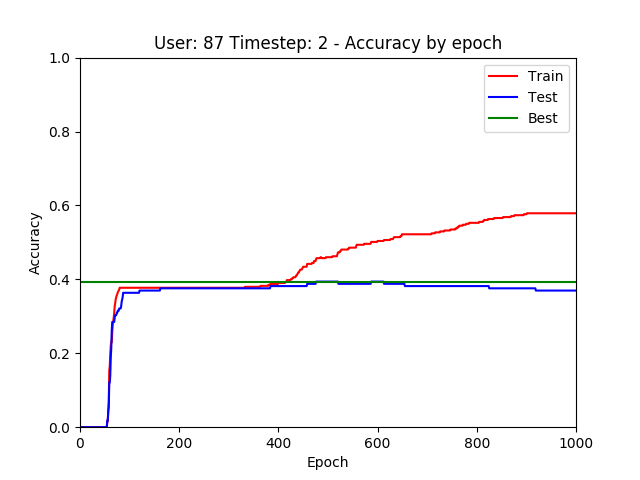 User: 87 Timestep: 2 - Accuracy by epoch
Train
Test
Best
Accuracy
1.0
0.8
0.6
0.4
0.2
0.0
0 200 400 600 800 1000
Epoch